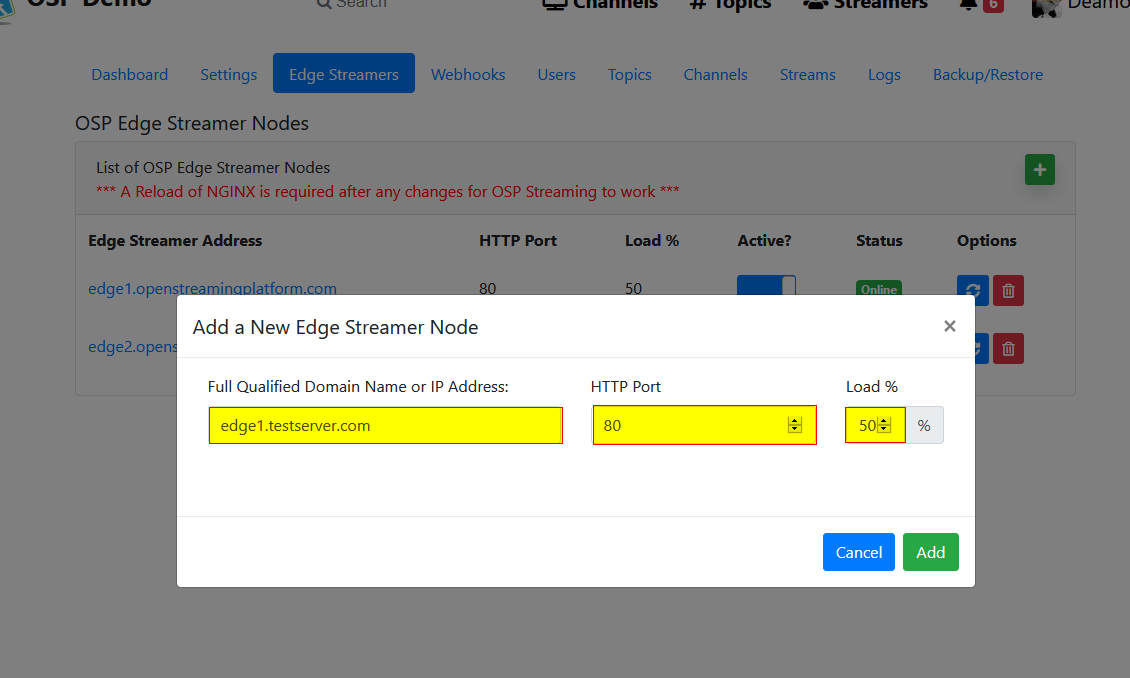 OSP Demo Search Channels # Topics Streamers 6
Dashboard Settings Edge Streamers Webhooks Users Topics Channels Streams Logs Backup/Restore
OSP Edge Streamer Nodes
List of OSP Edge Streamer Nodes
*** A Reload of NGINX is required after any changes for OSP Streaming to work ***
Edge Streamer Address HTTP Port Load % Active? Status Options
edge1.openstreamingplatform.com 80 50 Online
edge2.opens
Add a New Edge Streamer Node ×
Full Qualified Domain Name or IP Address: HTTP Port Load %
edge1.testserver.com 80 50 %
Cancel Add